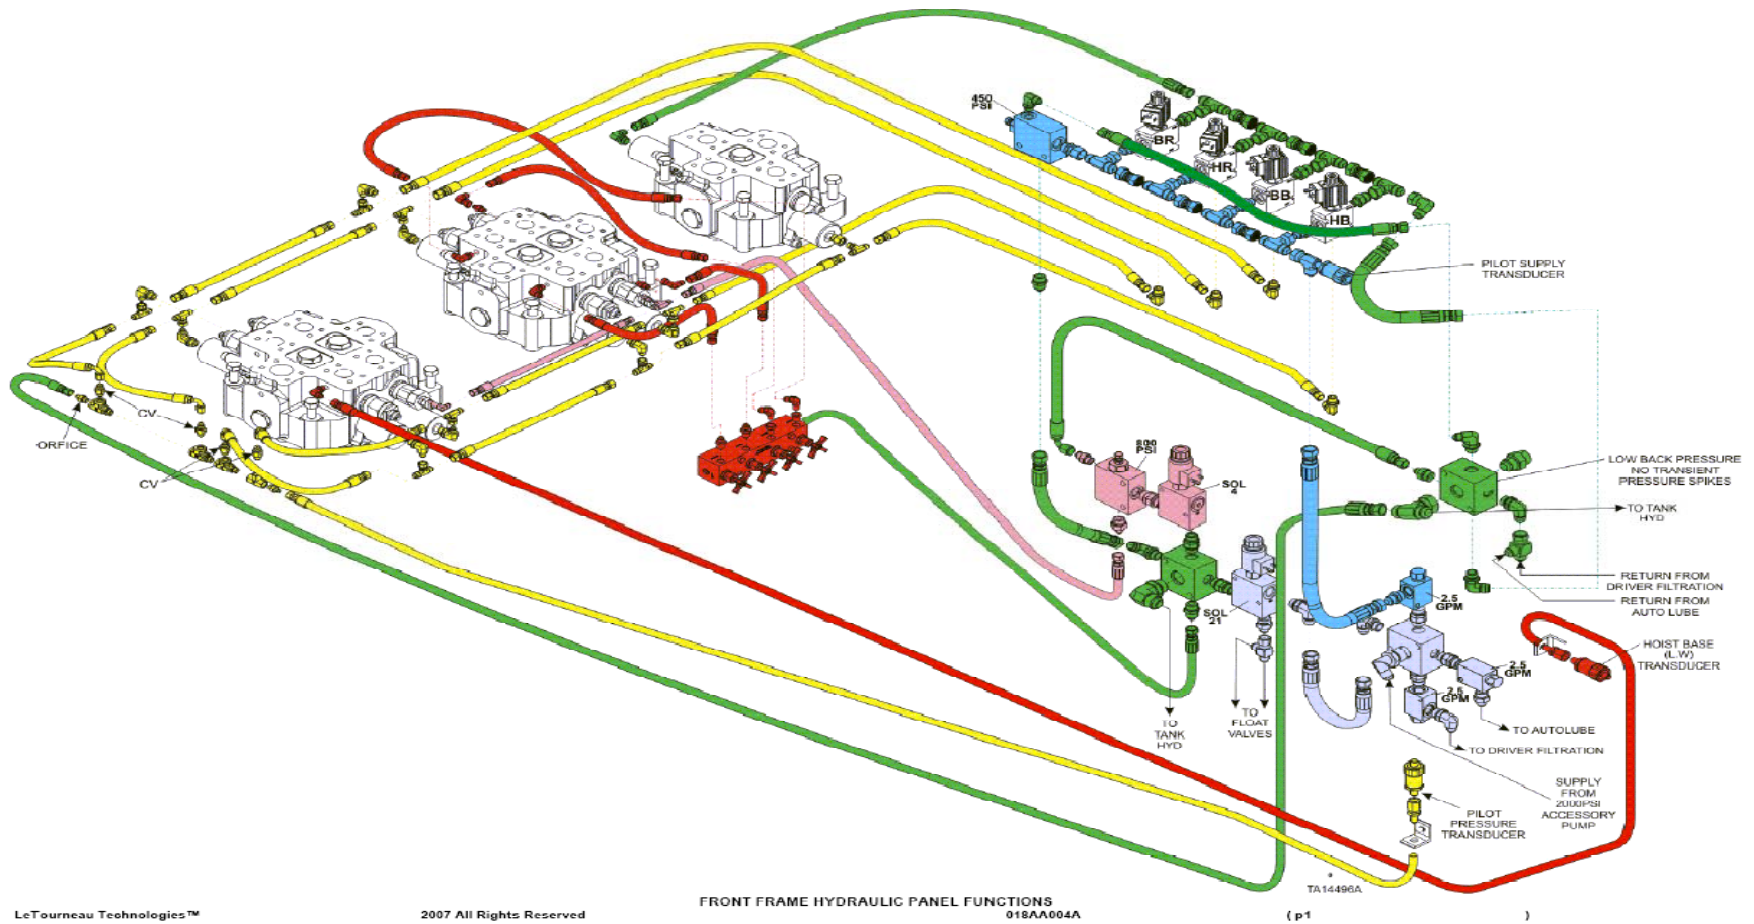 450
PSI
BR
HR
BB
HB
PILOT SUPPLY
TRANSDUCER
CV
ORFICE
CV
800
PSI
SOL
4
LOW BACK PRESSURE
NO TRANSIENT
PRESSURE SPIKES
TO TANK
HYD
RETURN FROM
DRIVER FILTRATION
RETURN FROM
AUTO LUBE
2.5
GPM
SOL
21
HOIST BASE
(L.W)
TRANSDUCER
2.5
GPM
2.5
GPM
TO
TANK
HYD
TO
FLOAT
VALVES
TO AUTOLUBE
TO DRIVER FILTRATION
SUPPLY
FROM
2000PSI
ACCESSORY
PUMP
PILOT
PRESSURE
TRANSDUCER
TA14496A
FRONT FRAME HYDRAULIC PANEL FUNCTIONS
LeTourneau Technologies™ 2007 All Rights Reserved 018AA004A ( p1 )